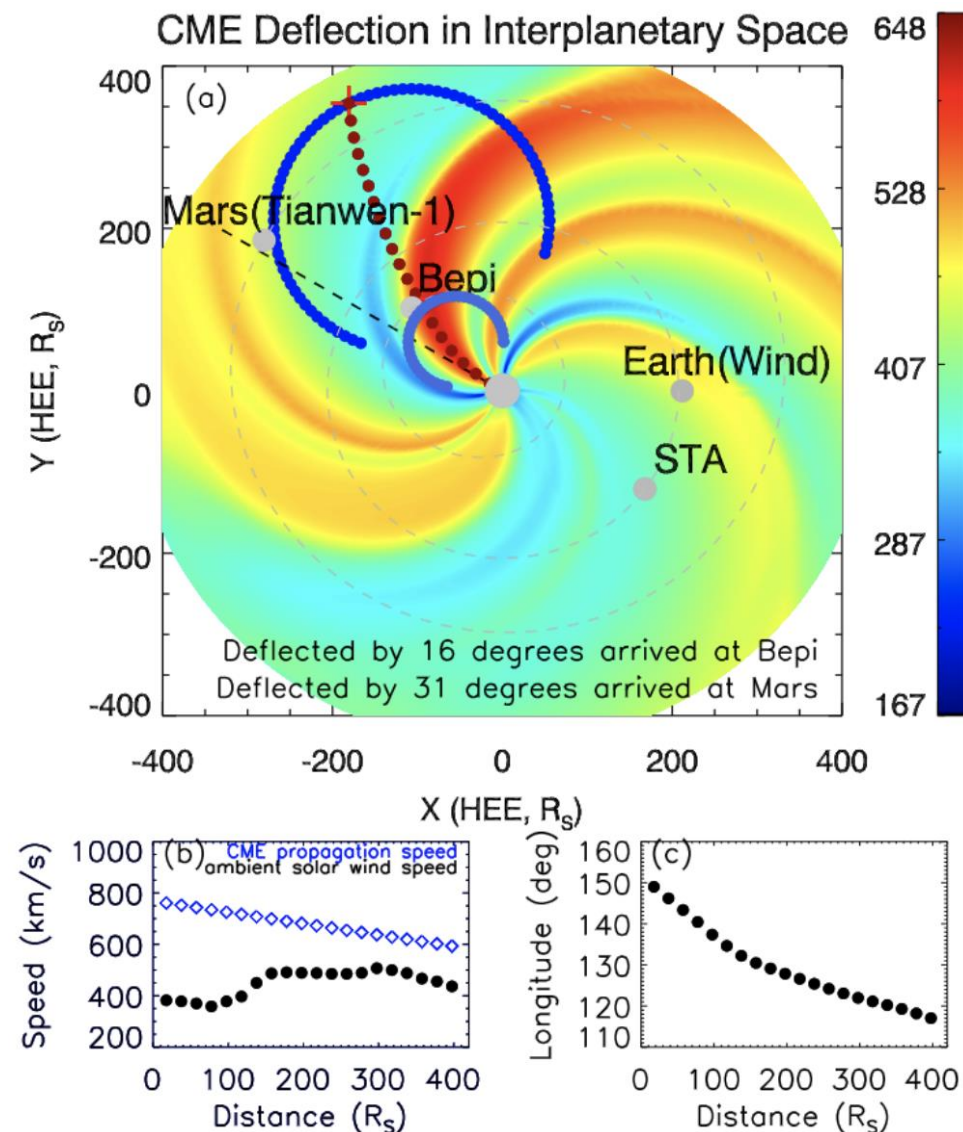 CME Deflection in Interplanetary Space
(a)
400
200
0
-200
-400
Y (HEE, RS)
Mars(Tianwen-1)
Bepi
Earth(Wind)
STA
Deflected by 16 degrees arrived at Bepi
Deflected by 31 degrees arrived at Mars
-400 -200 0 200 400
X (HEE, RS)
648
528
407
287
167
(b)
CME propagation speed
ambient solar wind speed
1000
800
600
400
200
Speed (km/s)
0 100 200 300 400
Distance (RS)
(c)
160
150
140
130
120
110
Longitude (deg)
0 100 200 300 400
Distance (RS)